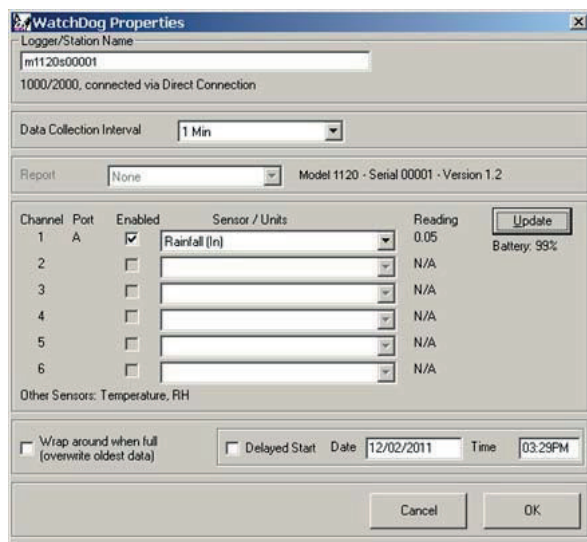 WatchDog Properties
Logger/Station Name
m1120s00001
1000/2000, connected via Direct Connection
Data Collection Interval 1 Min
Report None Model 1120 - Serial 00001 - Version 1.2
Channel Port Enabled Sensor / Units Reading Update
1 A Rainfall (In) 0.05
Battery: 99%
2 N/A
3 N/A
4 N/A
5 N/A
6 N/A
Other Sensors: Temperature, RH
Wrap around when full
(overwrite oldest data)
Delayed Start Date 12/02/2011 Time 03:29PM
Cancel OK